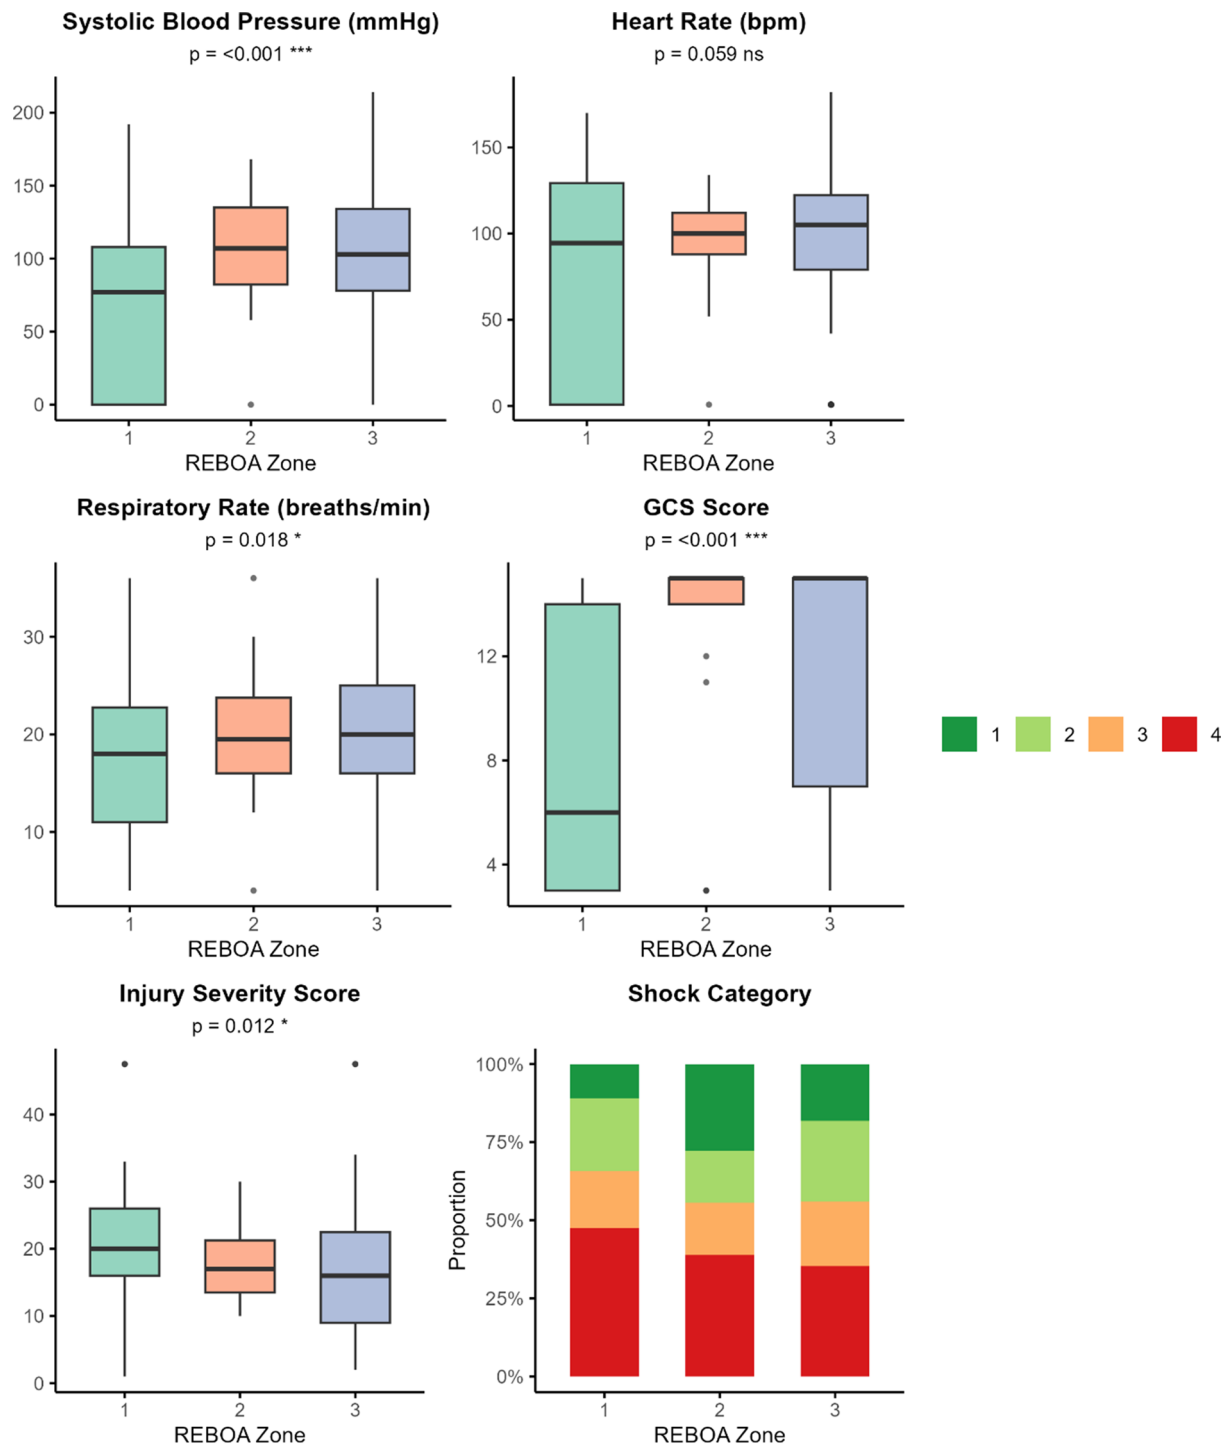 Systolic Blood Pressure (mmHg)
p = <0.001 ***
200
150
100
50
0
1 2 3
REBOA Zone
Heart Rate (bpm)
p = 0.059 ns
150
100
50
0
1 2 3
REBOA Zone
Respiratory Rate (breaths/min)
p = 0.018 *
30
20
10
1 2 3
REBOA Zone
GCS Score
p = <0.001 ***
12
8
4
1 2 3
REBOA Zone
1 2 3 4
Injury Severity Score
p = 0.012 *
40
30
20
10
0
1 2 3
REBOA Zone
Shock Category
Proportion
100%
75%
50%
25%
0%
1 2 3
REBOA Zone